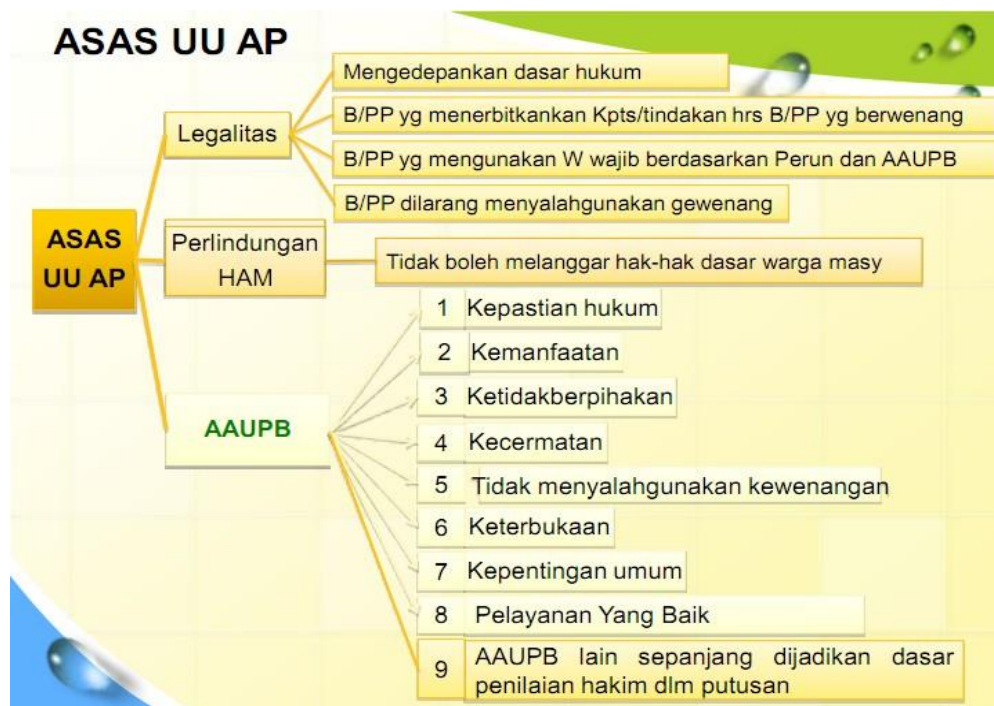 ASAS UU AP
Mengedepankan dasar hukum
B/PP yg menerbitkankan Kpts/tindakan hrs B/PP yg berwenang
Legalitas
B/PP yg mengunakan W wajib berdasarkan Perun dan AAUPB
B/PP dilarang menyalahgunakan gewenang
ASAS
UU AP
Perlindungan
HAM
Tidak boleh melanggar hak-hak dasar warga masy
AAUPB
1 Kepastian hukum
2 Kemanfaatan
3 Ketidakberpihakan
4 Kecermatan
5 Tidak menyalahgunakan kewenangan
6 Keterbukaan
7 Kepentingan umum
8 Pelayanan Yang Baik
9 AAUPB lain sepanjang dijadikan dasar
penilaian hakim dlm putusan